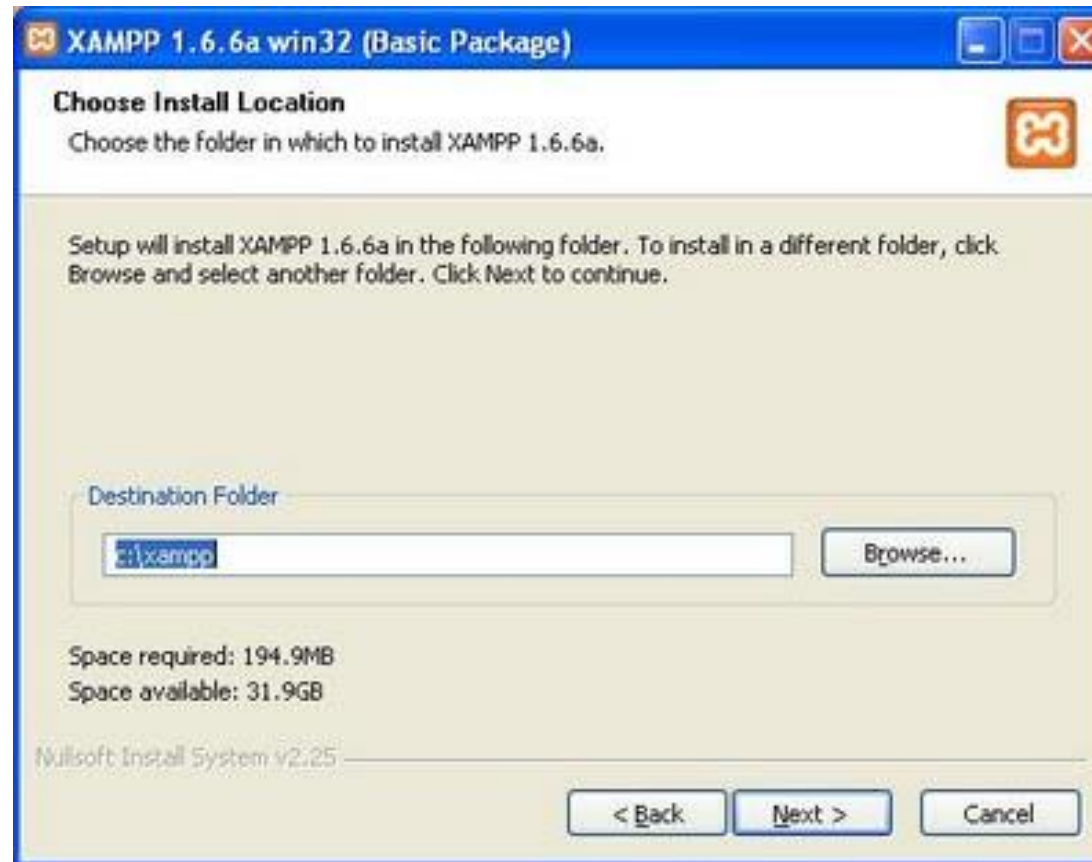 XAMPP 1.6.6a win32 (Basic Package)
Choose Install Location
Choose the folder in which to install XAMPP 1.6.6a.
Setup will install XAMPP 1.6.6a in the following folder. To install in a different folder, click
Browse and select another folder. Click Next to continue.
Destination Folder
c:\xampp
Browse...
Space required: 194.9MB
Space available: 31.9GB
Nullsoft Install System v2.25
< Back
Next >
Cancel